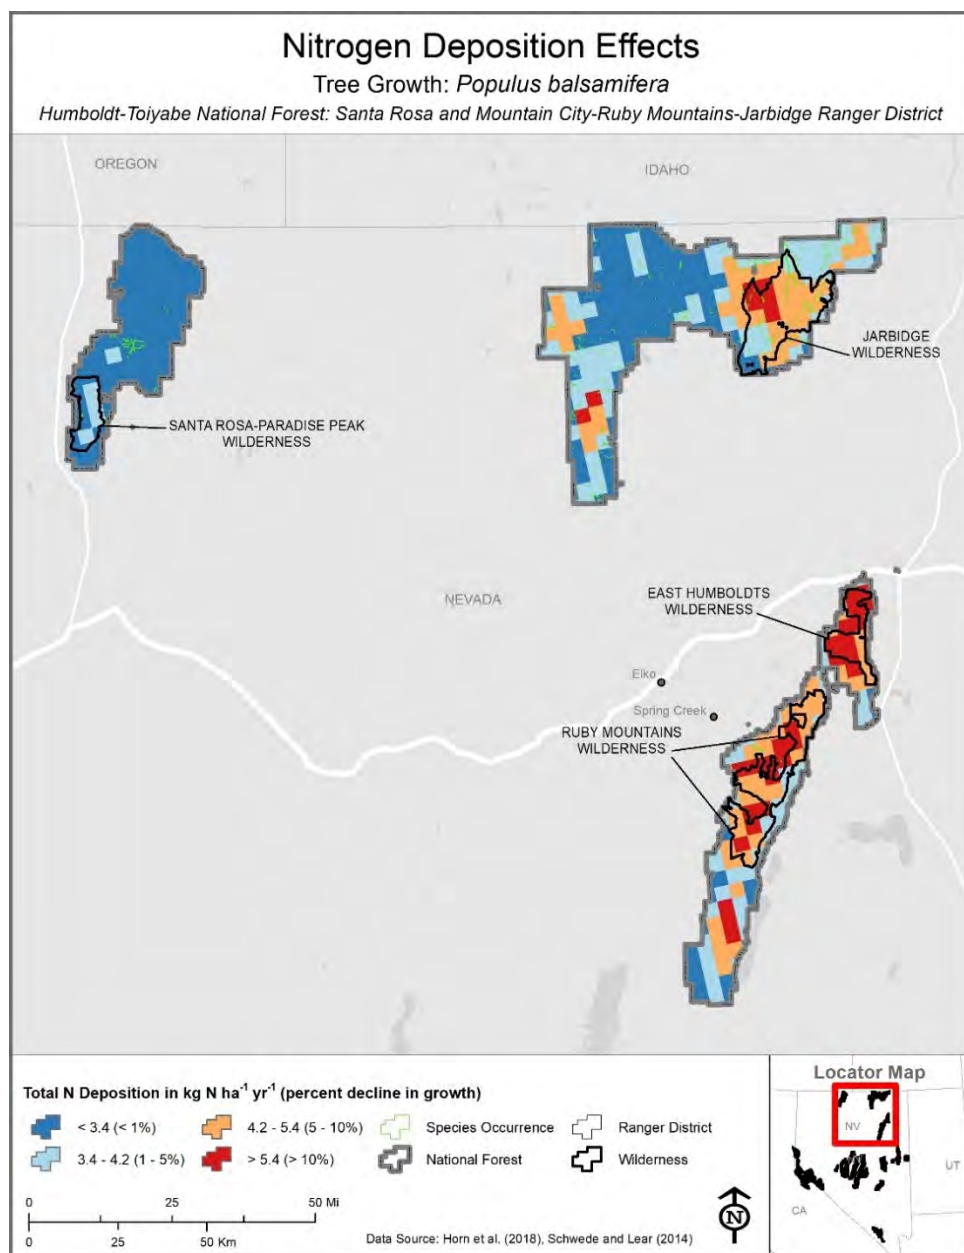 Nitrogen Deposition Effects
Tree Growth: Populus balsamifera
Humboldt-Toiyabe National Forest: Santa Rosa and Mountain City-Ruby Mountains-Jarbidge Ranger District
OREGON
IDAHO
JARBIDGE
WILDERNESS
SANTA ROSA-PARADISE PEAK
WILDERNESS
NEVADA
EAST HUMBOLDTS
WILDERNESS
Elko
Spring Creek
RUBY MOUNTAINS
WILDERNESS
Total N Deposition in kg N ha⁻¹ yr⁻¹ (percent decline in growth)
< 3.4 (< 1%)
4.2 - 5.4 (5 - 10%)
Species Occurrence
Ranger District
3.4 - 4.2 (1 - 5%)
> 5.4 (> 10%)
National Forest
Wilderness
0 25 50 Mi
0 25 50 Km
N
Data Source: Horn et al. (2018), Schwede and Lear (2014)
Locator Map
NV
UT
CA